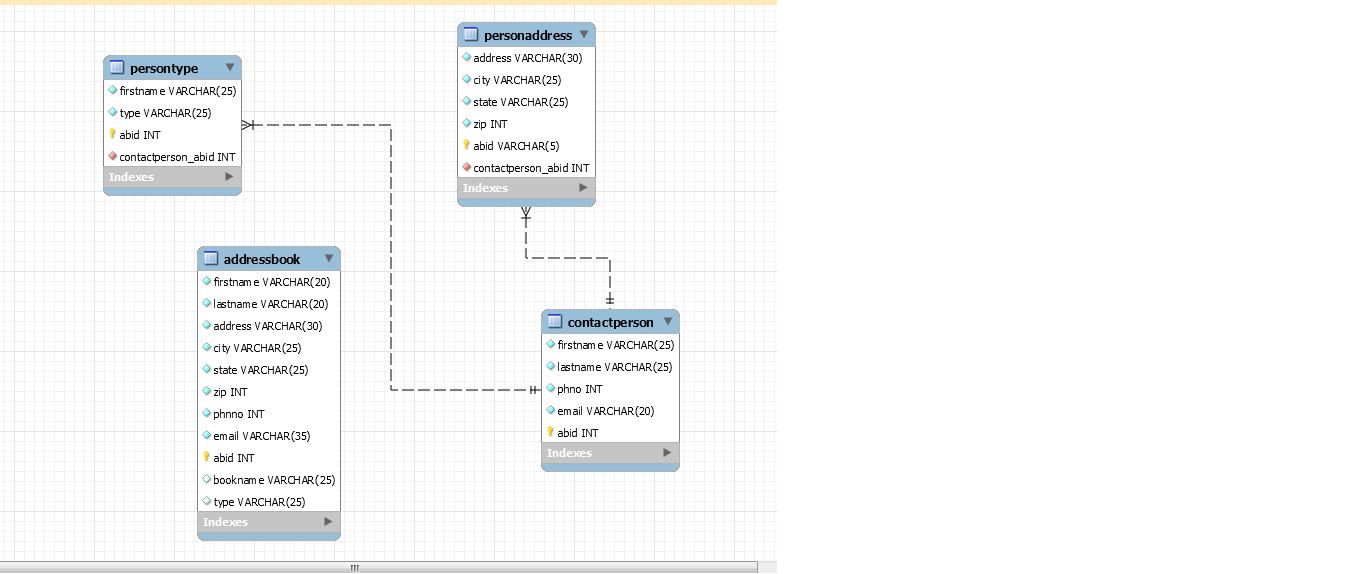 persontype
firstname VARCHAR(25)
type VARCHAR(25)
abid INT
contactperson_abid INT
Indexes
personaddress
address VARCHAR(30)
city VARCHAR(25)
state VARCHAR(25)
zip INT
abid VARCHAR(5)
contactperson_abid INT
Indexes
addressbook
firstname VARCHAR(20)
lastname VARCHAR(20)
address VARCHAR(30)
city VARCHAR(25)
state VARCHAR(25)
zip INT
phnno INT
email VARCHAR(35)
abid INT
bookname VARCHAR(25)
type VARCHAR(25)
Indexes
contactperson
firstname VARCHAR(25)
lastname VARCHAR(25)
phno INT
email VARCHAR(20)
abid INT
Indexes